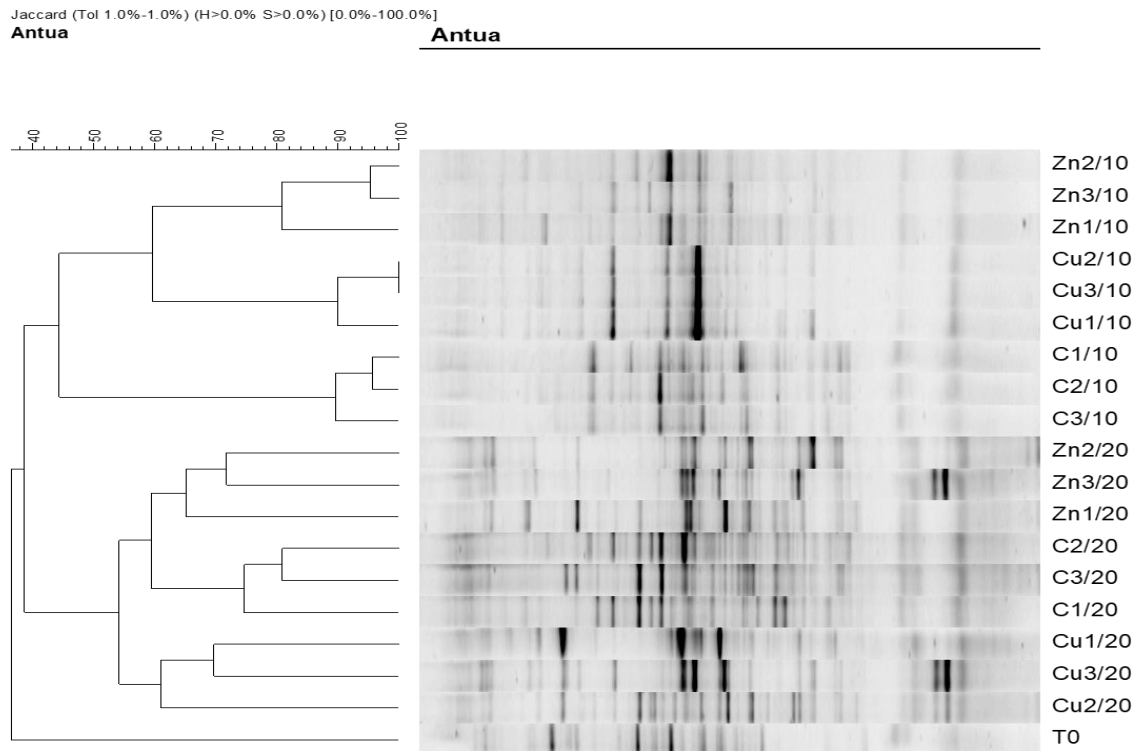 Jaccard (Tol 1.0%-1.0%) (H>0.0% S>0.0%) [0.0%-100.0%]
Antua
Antua
40 50 60 70 80 90 100
Zn2/10
Zn3/10
Zn1/10
Cu2/10
Cu3/10
Cu1/10
C1/10
C2/10
C3/10
Zn2/20
Zn3/20
Zn1/20
C2/20
C3/20
C1/20
Cu1/20
Cu3/20
Cu2/20
T0